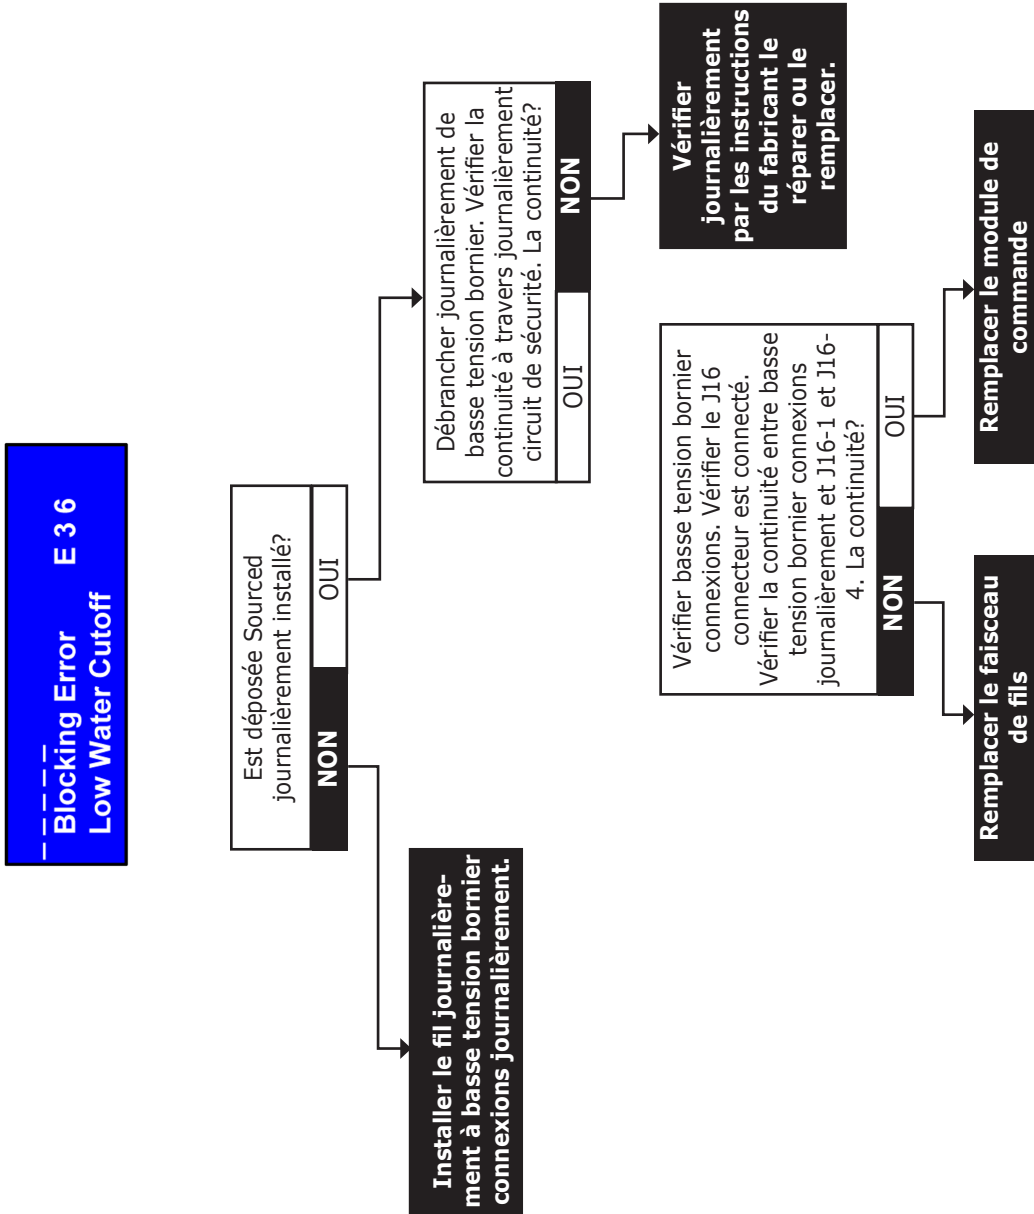 _ _ _ _ _
Blocking Error E 3 6
Low Water Cutoff
Est déposée Sourced
journalièrement installé?
NON
OUI
Installer le fil journalière-
ment à basse tension bornier
connexions journalièrement.
Débrancher journalièrement de
basse tension bornier. Vérifier la
continuité à travers journalièrement
circuit de sécurité. La continuité?
OUI
NON
Vérifier
journalièrement
par les instructions
du fabricant le
réparer ou le
remplacer.
Vérifier basse tension bornier
connexions. Vérifier le J16
connecteur est connecté.
Vérifier la continuité entre basse
tension bornier connexions
journalièrement et J16-1 et J16-
4. La continuité?
NON
OUI
Remplacer le faisceau
de fils
Remplacer le module de
commande